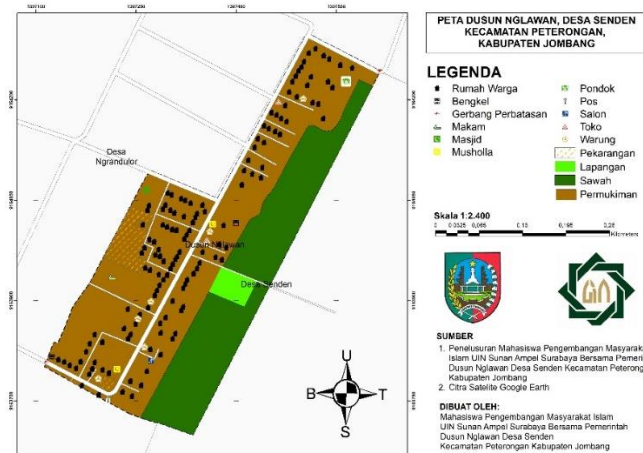 PETA DUSUN NGLAWAN, DESA SENDEN
KECAMATAN PETERONGAN,
KABUPATEN JOMBANG
LEGENDA
Rumah Warga
Bengkel
Gerbang Perbatasan
Makam
Masjid
Musholla
Pondok
Pos
Salon
Toko
Warung
Pekarangan
Lapangan
Sawah
Permukiman
Skala 1:2.400
Kilometers
Desa
Ngrandulor
Dusun Nglawan
Desa Senden
U
B
T
S
SUMBER
1. Penelusuran Mahasiswa Pengembangan Masyarak
Islam UIN Sunan Ampel Surabaya Bersama Pemeri
Dusun Nglawan Desa Senden Kecamatan Peterong
Kabupaten Jombang
2. Citra Satelite Google Earth
DIBUAT OLEH:
Mahasiswa Pengembangan Masyarakat Islam
UIN Sunan Ampel Surabaya Bersama Pemerintah
Dusun Nglawan Desa Senden
Kecamatan Peterongan Kabupaten Jombang